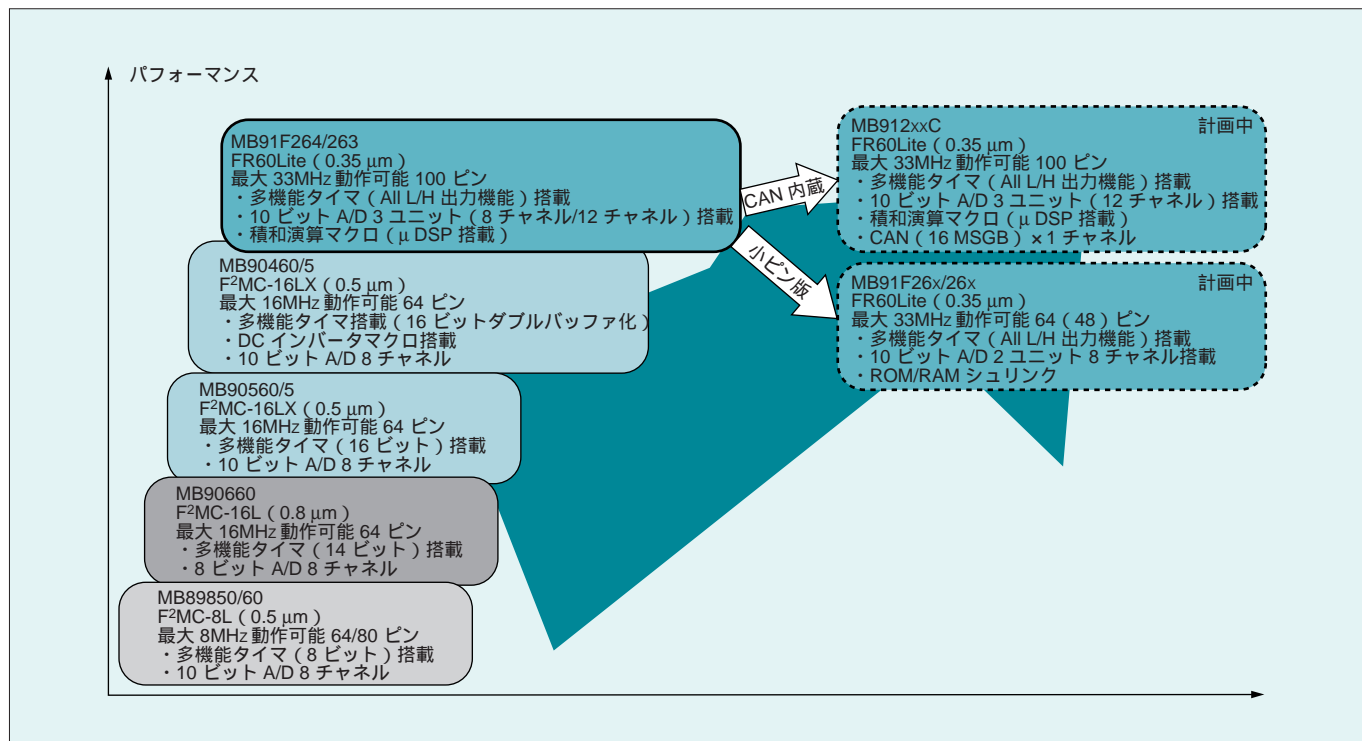 パフォーマンス
MB91F264/263
FR60Lite（0.35 μm）
最大 33MHz 動作可能 100 ピン
・多機能タイマ（All L/H 出力機能）搭載
・10 ビット A/D 3 ユニット（8 チャネル/12 チャネル）搭載
・積和演算マクロ（μ DSP 搭載）
CAN 内蔵
小ピン版
MB912xxC 計画中
FR60Lite（0.35 μm）
最大 33MHz 動作可能 100 ピン
・多機能タイマ（All L/H 出力機能）搭載
・10 ビット A/D 3 ユニット（12 チャネル）搭載
・積和演算マクロ（μ DSP 搭載）
・CAN（16 MSGB）×1 チャネル
MB91F26x/26x 計画中
FR60Lite（0.35 μm）
最大 33MHz 動作可能 64（48）ピン
・多機能タイマ（All L/H 出力機能）搭載
・10 ビット A/D 2 ユニット 8 チャネル搭載
・ROM/RAM シュリンク
MB90460/5
F²MC-16LX（0.5 μm）
最大 16MHz 動作可能 64 ピン
・多機能タイマ搭載（16 ビットダブルバッファ化）
・DC インバータマクロ搭載
・10 ビット A/D 8 チャネル
MB90560/5
F²MC-16LX（0.5 μm）
最大 16MHz 動作可能 64 ピン
・多機能タイマ（16 ビット）搭載
・10 ビット A/D 8 チャネル
MB90660
F²MC-16L（0.8 μm）
最大 16MHz 動作可能 64 ピン
・多機能タイマ（14 ビット）搭載
・8 ビット A/D 8 チャネル
MB89850/60
F²MC-8L（0.5 μm）
最大 8MHz 動作可能 64/80 ピン
・多機能タイマ（8 ビット）搭載
・10 ビット A/D 8 チャネル